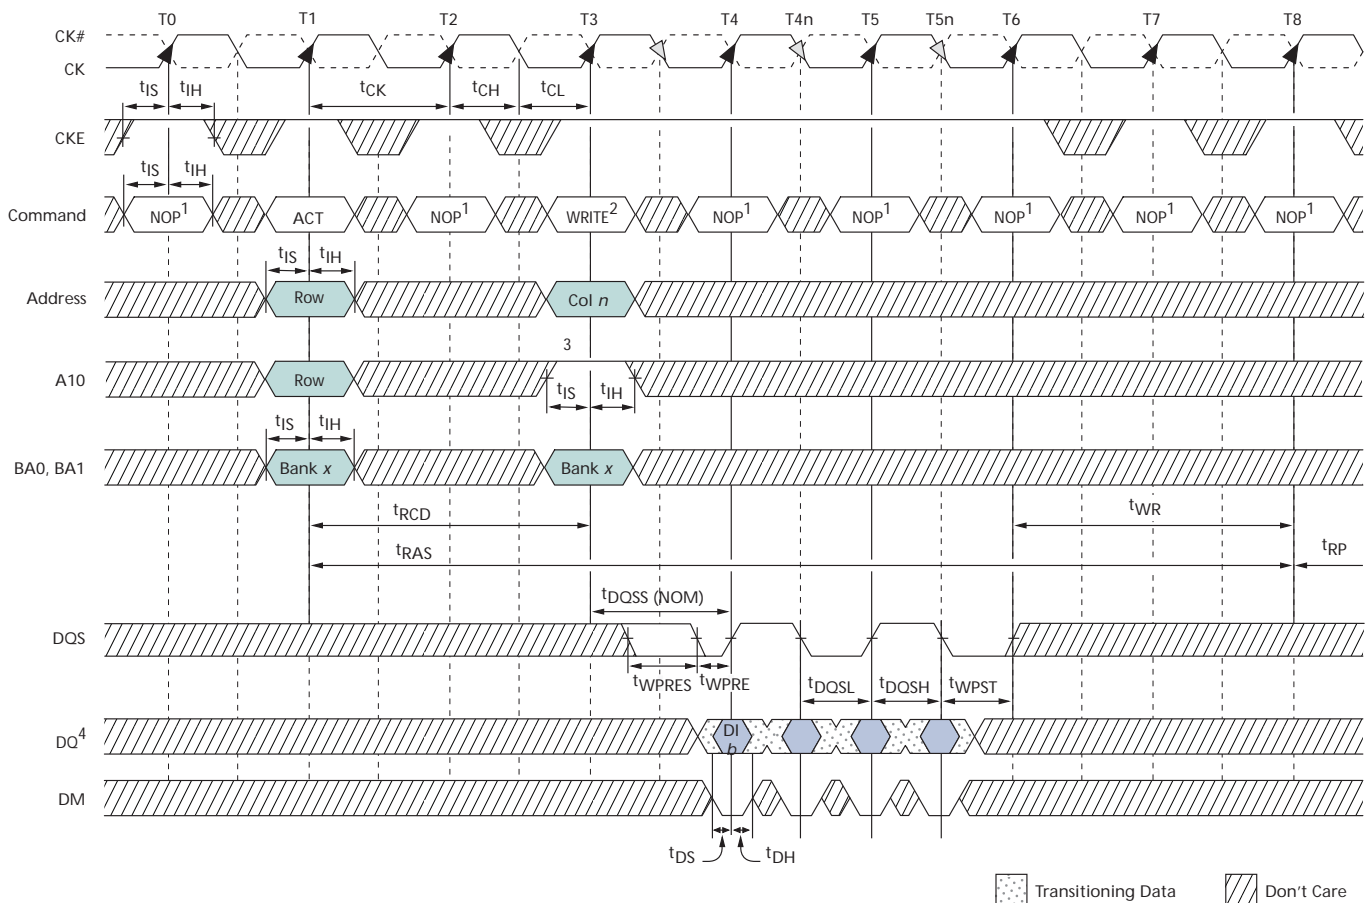 T0 T1 T2 T3 T4 T4n T5 T5n T6 T7 T8
CK#
CK
tIS tIH tCK tCH tCL
CKE
tIS tIH
Command NOP1 ACT NOP1 WRITE2 NOP1 NOP1 NOP1 NOP1 NOP1
tIS tIH
Address Row Col n
3
A10 Row
tIS tIH
tIS tIH
BA0, BA1 Bank x Bank x
tRCD tWR
tRAS tRP
tDQSS (NOM)
DQS
tWPRES tWPRE tDQSL tDQSH tWPST
DQ4 DI
b
DM
tDS tDH
Transitioning Data Don't Care